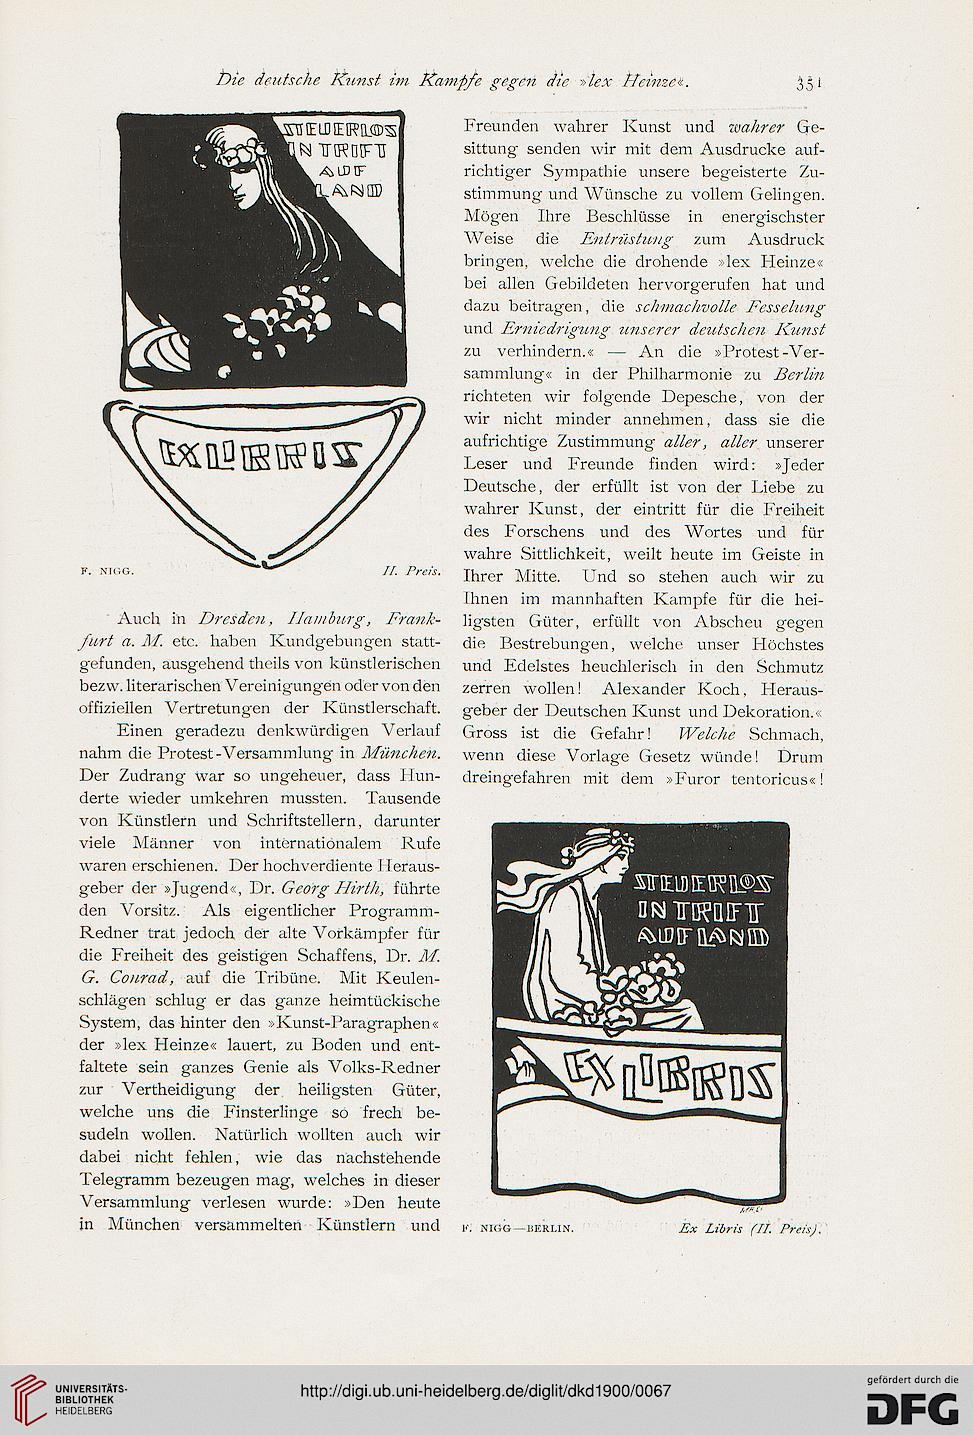 Die deutsche Kunst im Kampfe gegen die »lex Heinze«.
351
STEUERLOS
IN TRIFT
AUF
LAND
EXLIBRIS
F. NIGG.
II. Preis.
Auch in Dresden, Hamburg, Frank-
furt a. M. etc. haben Kundgebungen statt-
gefunden, ausgehend theils von künstlerischen
bezw. literarischen Vereinigungen oder von den
offiziellen Vertretungen der Künstlerschaft.
Einen geradezu denkwürdigen Verlauf
nahm die Protest-Versammlung in München.
Der Zudrang war so ungeheuer, dass Hun-
derte wieder umkehren mussten. Tausende
von Künstlern und Schriftstellern, darunter
viele Männer von internationalem Rufe
waren erschienen. Der hochverdiente Heraus-
geber der »Jugend«, Dr. Georg Hirth, führte
den Vorsitz. Als eigentlicher Programm-
Redner trat jedoch der alte Vorkämpfer für
die Freiheit des geistigen Schaffens, Dr. M.
G. Conrad, auf die Tribüne. Mit Keulen-
schlägen schlug er das ganze heimtückische
System, das hinter den »Kunst-Paragraphen«
der »lex Heinze« lauert, zu Boden und ent-
faltete sein ganzes Genie als Volks-Redner
zur Vertheidigung der heiligsten Güter,
welche uns die Finsterlinge so frech be-
sudeln wollen. Natürlich wollten auch wir
dabei nicht fehlen, wie das nachstehende
Telegramm bezeugen mag, welches in dieser
Versammlung verlesen wurde: »Den heute
in München versammelten Künstlern und
Freunden wahrer Kunst und wahrer Ge-
sittung senden wir mit dem Ausdrucke auf-
richtiger Sympathie unsere begeisterte Zu-
stimmung und Wünsche zu vollem Gelingen.
Mögen Ihre Beschlüsse in energischster
Weise die Entrüstung zum Ausdruck
bringen, welche die drohende »lex Heinze«
bei allen Gebildeten hervorgerufen hat und
dazu beitragen, die schmachvolle Fesselung
und Erniedrigung unserer deutschen Kunst
zu verhindern.« — An die »Protest-Ver-
sammlung« in der Philharmonie zu Berlin
richteten wir folgende Depesche, von der
wir nicht minder annehmen, dass sie die
aufrichtige Zustimmung aller, aller unserer
Leser und Freunde finden wird: »Jeder
Deutsche, der erfüllt ist von der Liebe zu
wahrer Kunst, der eintritt für die Freiheit
des Forschens und des Wortes und für
wahre Sittlichkeit, weilt heute im Geiste in
Ihrer Mitte. Und so stehen auch wir zu
Ihnen im mannhaften Kampfe für die hei-
ligsten Güter, erfüllt von Abscheu gegen
die Bestrebungen, welche unser Höchstes
und Edelstes heuchlerisch in den Schmutz
zerren wollen! Alexander Koch, Heraus-
geber der Deutschen Kunst und Dekoration.«
Gross ist die Gefahr! Welche Schmach,
wenn diese Vorlage Gesetz würde! Drum
dreingefahren mit dem »Furor tentoricus«!
STEUERLOS
IN TRIFT
AUF LAND
EX LIBRIS
F. NIGG—BERLIN.
Ex Libris (II. Preis).
UNIVERSITÄTS-
BIBLIOTHEK
HEIDELBERG
http://digi.ub.uni-heidelberg.de/diglit/dkd1900/0067
gefördert durch die
DFG